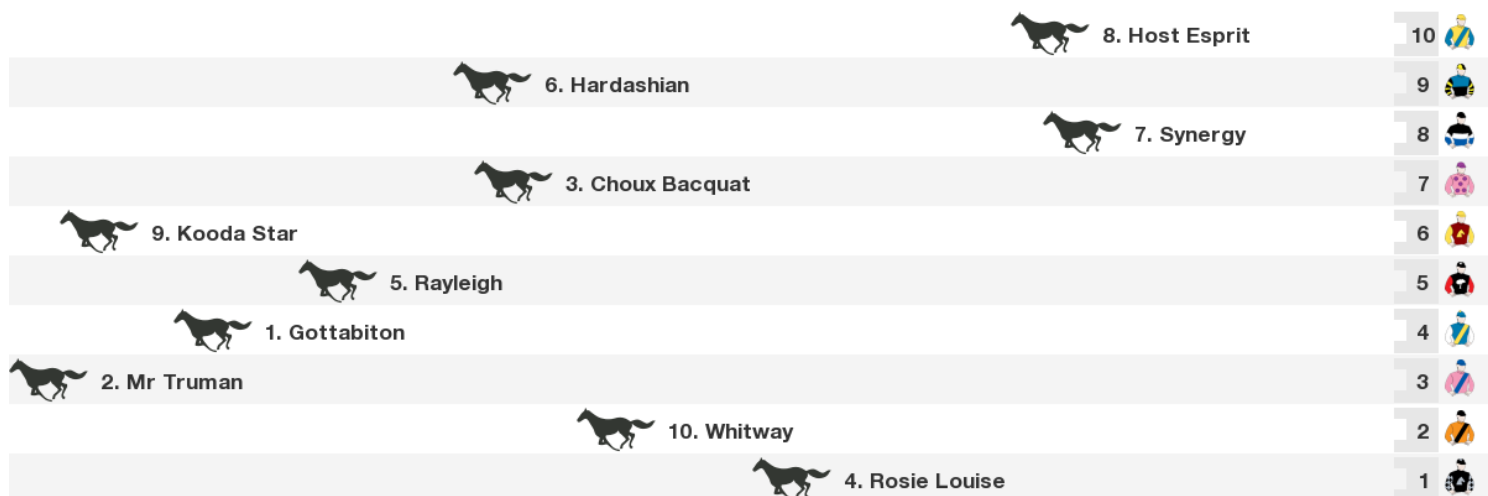 8. Host Esprit 10
6. Hardashian 9
7. Synergy 8
3. Choux Bacquat 7
9. Kooda Star 6
5. Rayleigh 5
1. Gottabiton 4
2. Mr Truman 3
10. Whitway 2
4. Rosie Louise 1